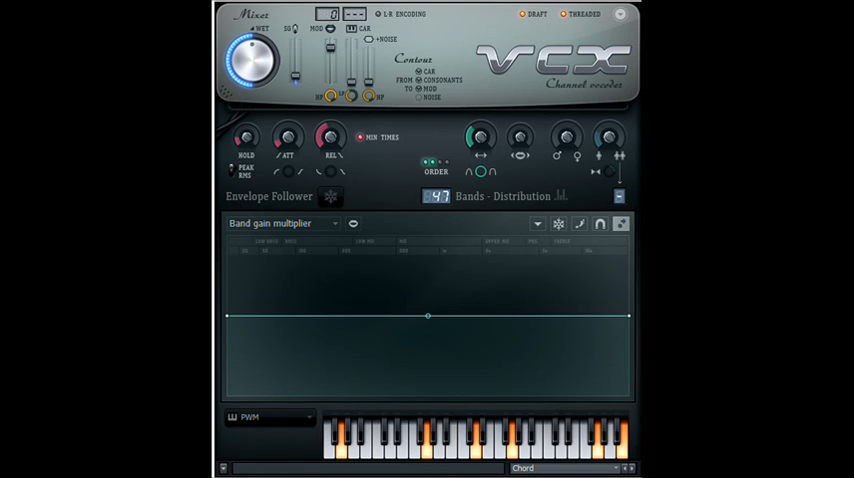 Mixer
WET
SG
MOD
CAR
0
---
L-R ENCODING
+NOISE
HP
LP
HP
Contour
CAR
FROM CONSONANTS
TO MOD
NOISE
DRAFT
THREADED
VCX
Channel vocoder
HOLD
ATT
REL
MIN TIMES
PEAK
RMS
ORDER
Envelope Follower
47 Bands - Distribution
Band gain multiplier
PWM
Chord